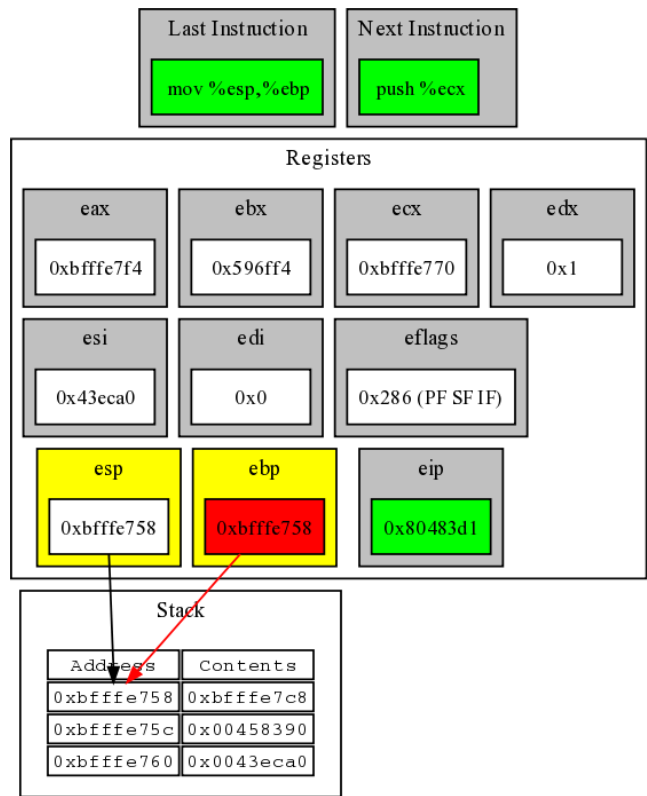 Last Instruction
Next Instruction
mov %esp,%ebp
push %ecx
Registers
eax
ebx
ecx
edx
0xbfffe7f4
0x596ff4
0xbfffe770
0x1
esi
edi
eflags
0x43eca0
0x0
0x286 (PF SF IF)
esp
ebp
eip
0xbfffe758
0xbfffe758
0x80483d1
Stack
Address Contents
0xbfffe758 0xbfffe7c8
0xbfffe75c 0x00458390
0xbfffe760 0x0043eca0